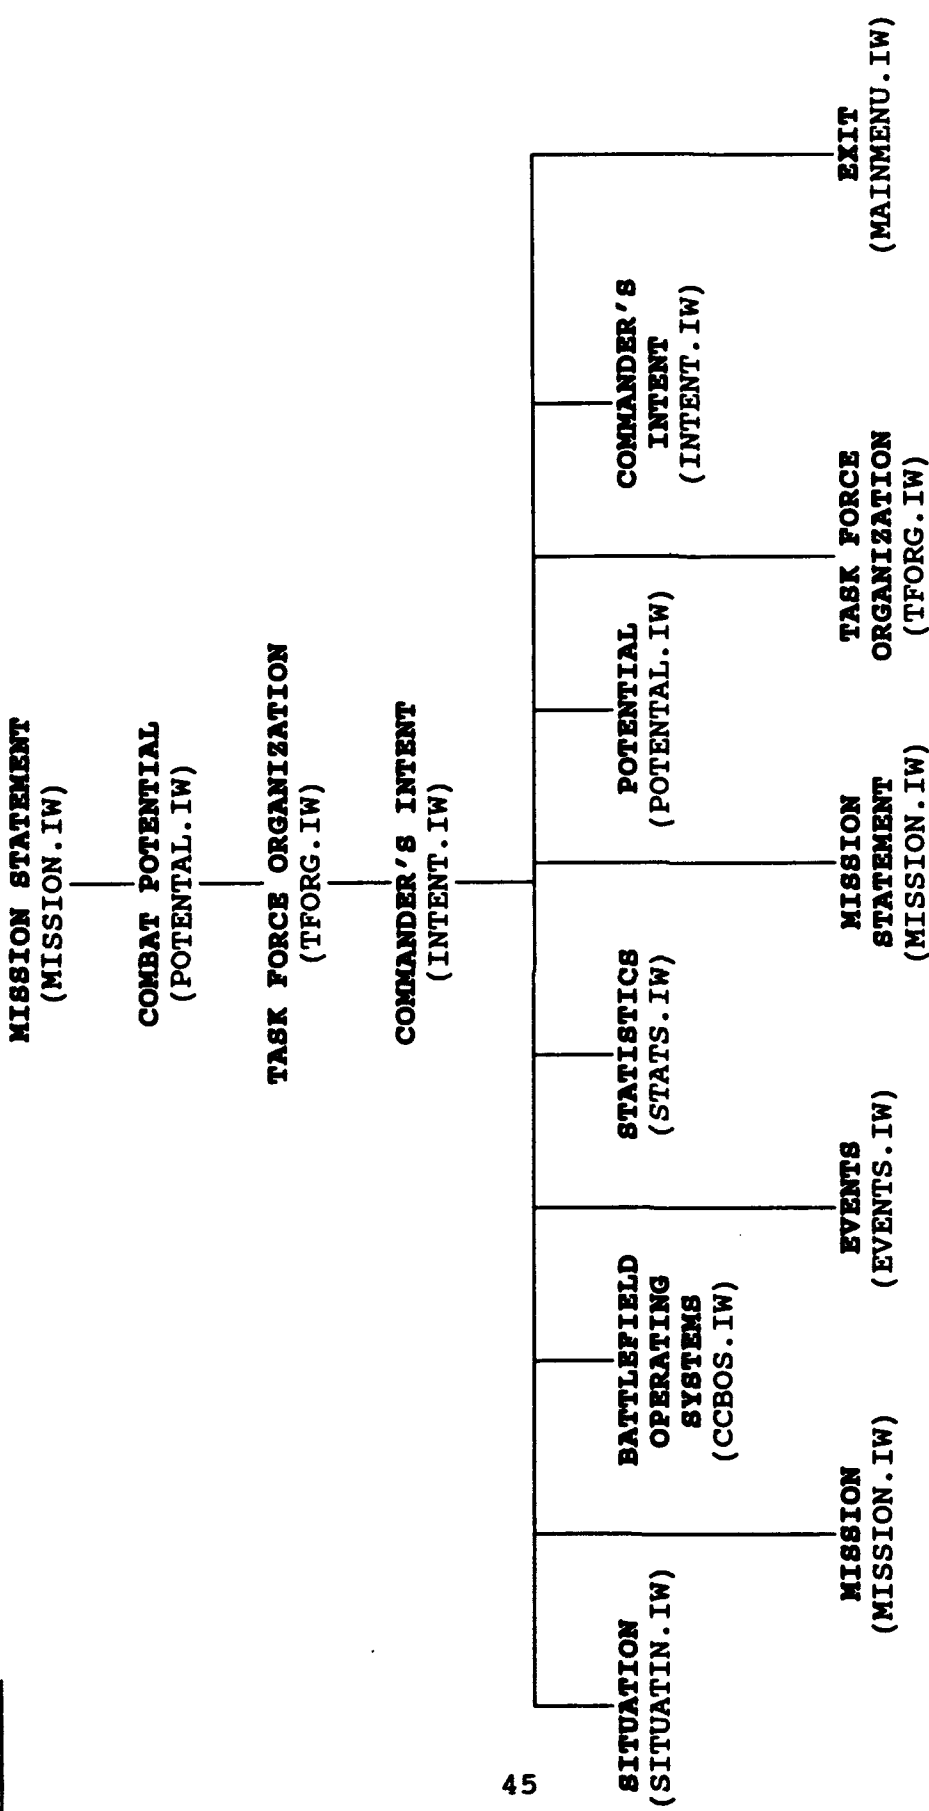 MISSION STATEMENT
(MISSION.IW)
COMBAT POTENTIAL
(POTENTAL.IW)
TASK FORCE ORGANIZATION
(TFORG.IW)
COMMANDER'S INTENT
(INTENT.IW)
SITUATION
(SITUATIN.IW)
MISSION
(MISSION.IW)
BATTLEFIELD
OPERATING
SYSTEMS
(CCBOS.IW)
EVENTS
(EVENTS.IW)
STATISTICS
(STATS.IW)
MISSION
STATEMENT
(MISSION.IW)
POTENTIAL
(POTENTAL.IW)
TASK FORCE
ORGANIZATION
(TFORG.IW)
COMMANDER'S
INTENT
(INTENT.IW)
EXIT
(MAINMENU.IW)
45